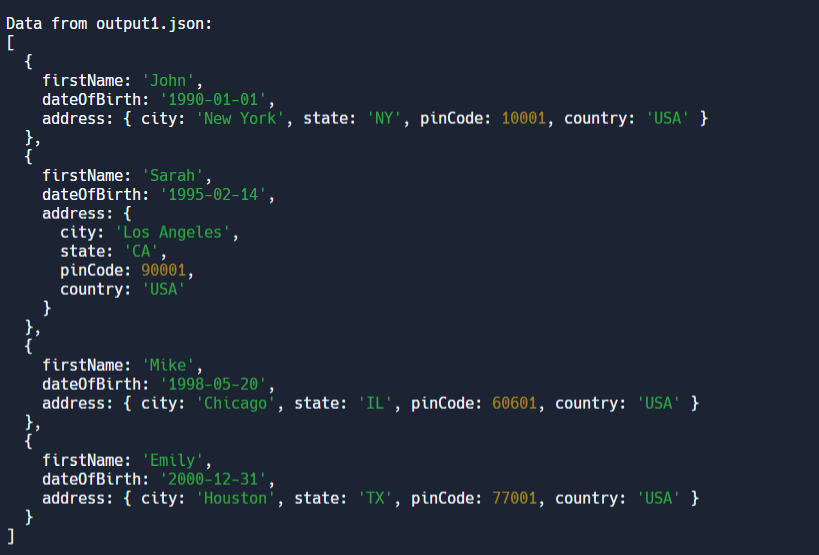 Data from output1.json:
[
  {
    firstName: 'John',
    dateOfBirth: '1990-01-01',
    address: { city: 'New York', state: 'NY', pinCode: 10001, country: 'USA' }
  },
  {
    firstName: 'Sarah',
    dateOfBirth: '1995-02-14',
    address: {
      city: 'Los Angeles',
      state: 'CA',
      pinCode: 90001,
      country: 'USA'
    }
  },
  {
    firstName: 'Mike',
    dateOfBirth: '1998-05-20',
    address: { city: 'Chicago', state: 'IL', pinCode: 60601, country: 'USA' }
  },
  {
    firstName: 'Emily',
    dateOfBirth: '2000-12-31',
    address: { city: 'Houston', state: 'TX', pinCode: 77001, country: 'USA' }
  }
]